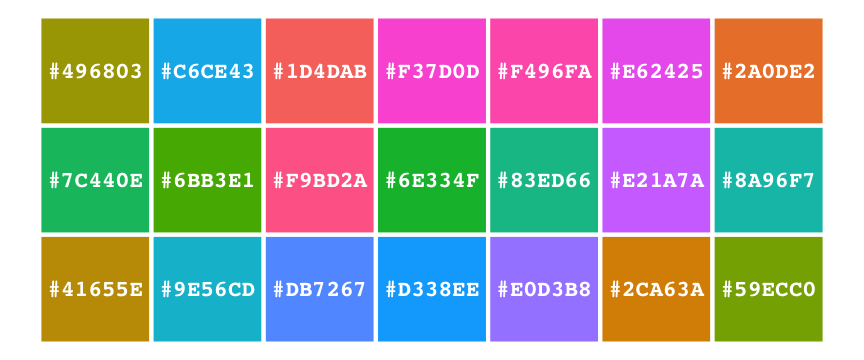 #496803 #C6CE43 #1D4DAB #F37D0D #F496FA #E62425 #2A0DE2
#7C440E #6BB3E1 #F9BD2A #6E334F #83ED66 #E21A7A #8A96F7
#41655E #9E56CD #DB7267 #D338EE #E0D3B8 #2CA63A #59ECC0